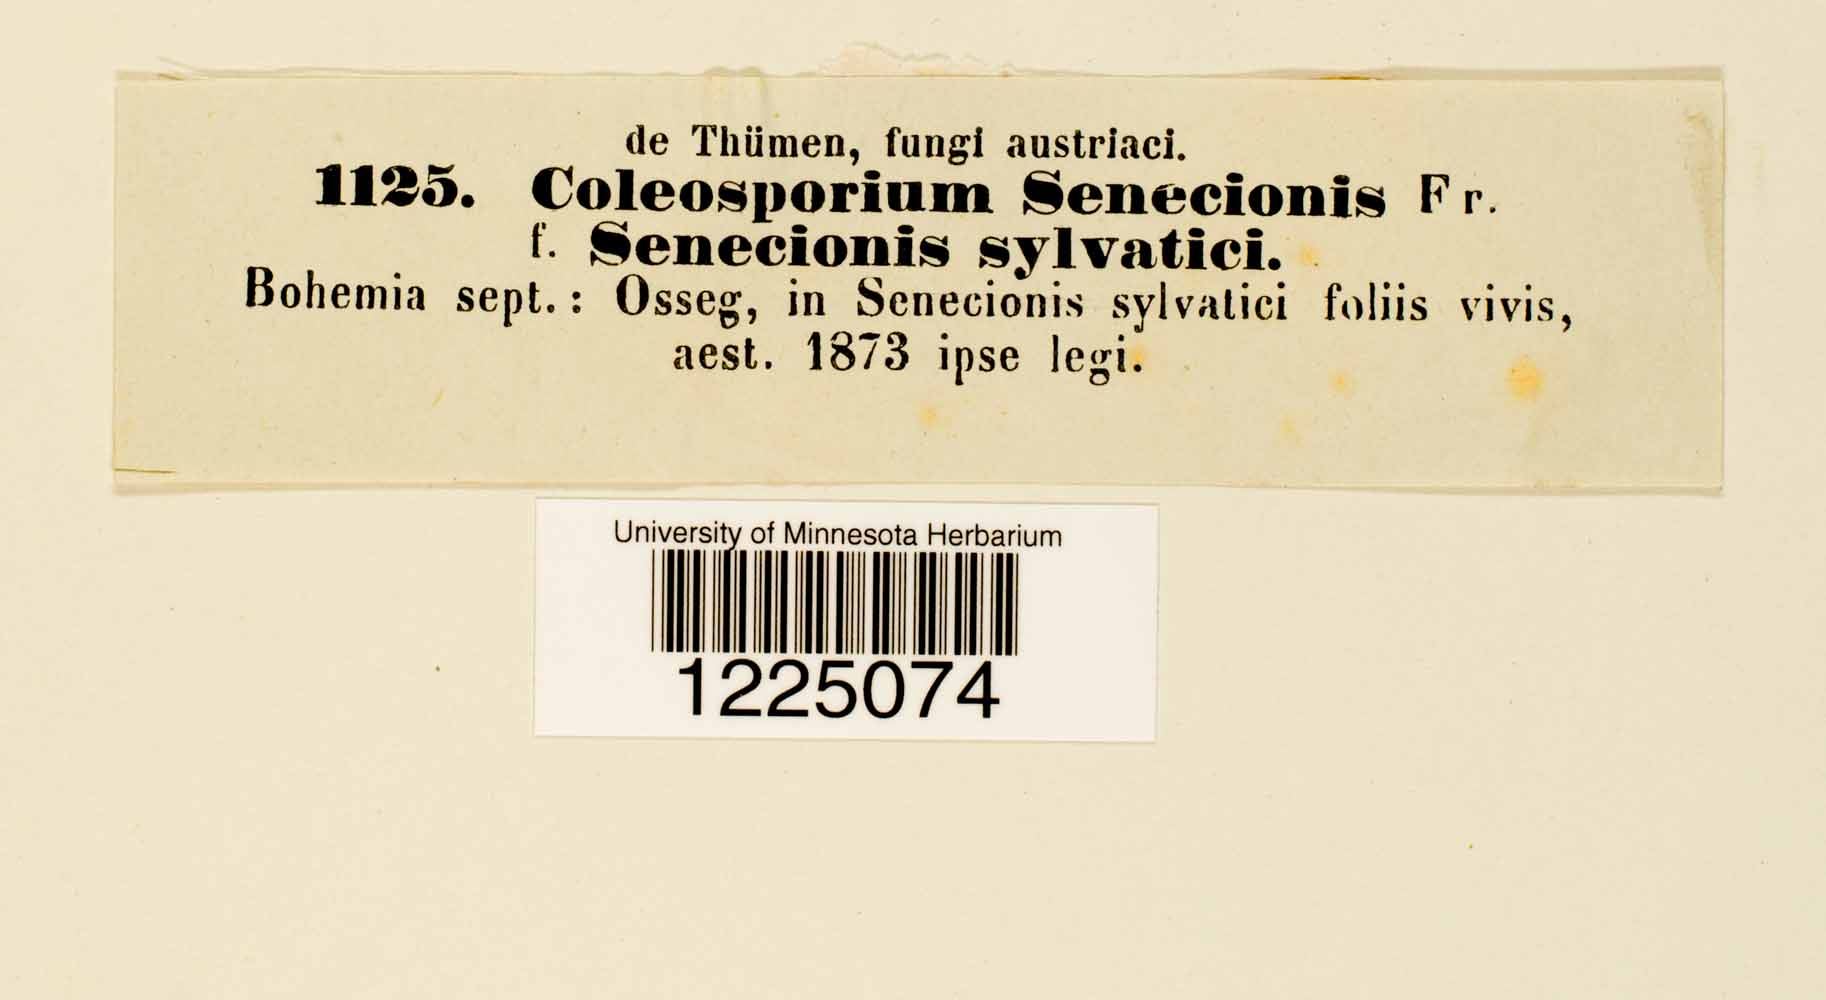 de Thümen, fungi austriaci.
1125. Coleosporium Senecionis Fr.
f. Senecionis sylvatici.
Bohemia sept.: Osseg, in Senecionis sylvatici foliis vivis,
aest. 1873 ipse legi.
University of Minnesota Herbarium
1225074